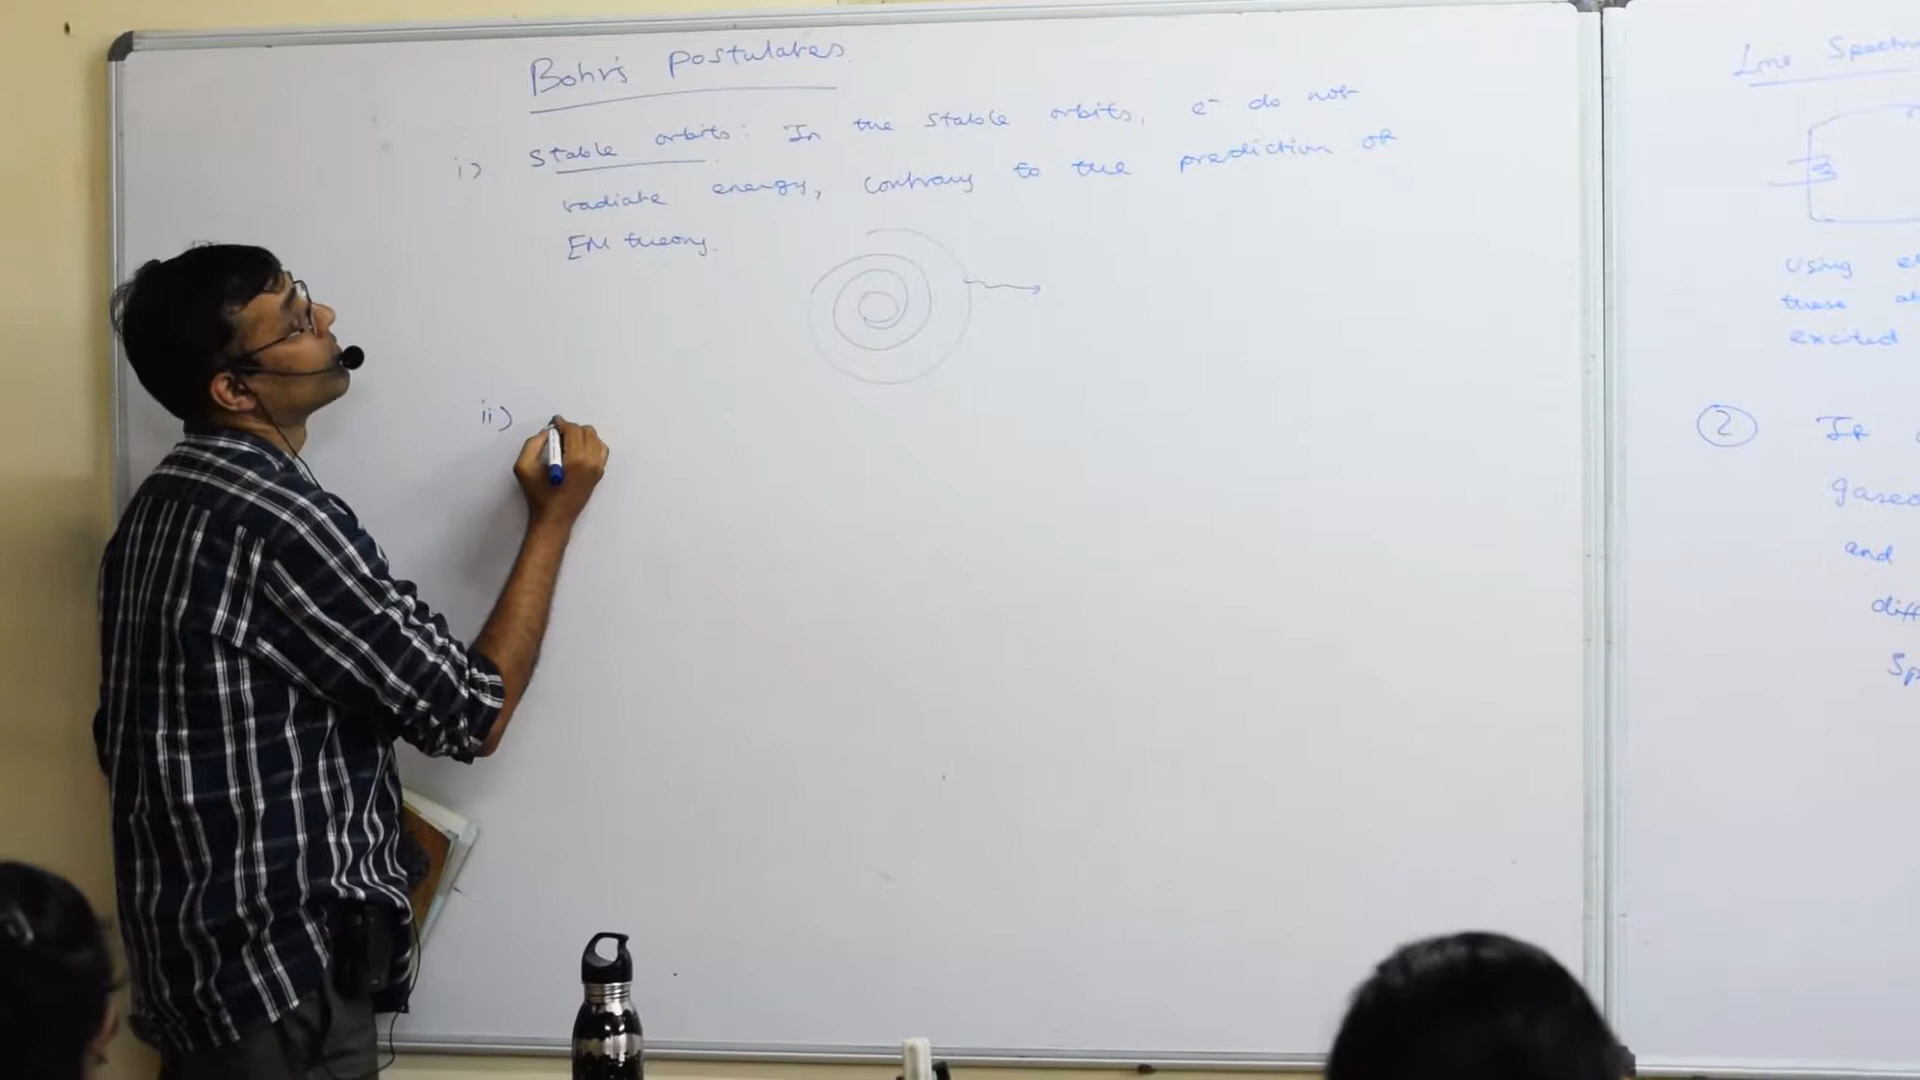 Bohr's postulates.
i) Stable orbits: In the stable orbits, e⁻ do not
radiate energy, contrary to the prediction of
EM theory.
ii)
Line
Using
these
excited
2 If
gaseo
and
diff
Sp